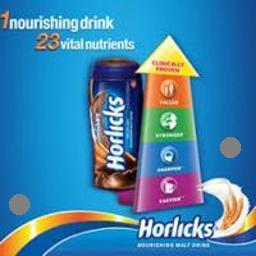 1 nourishing drink
23 vital nutrients
CLINICALLY
PROVEN
TALLER
STRONGER
SHARPER
Horlicks
Horlicks
NOURISHING MALT DRINK